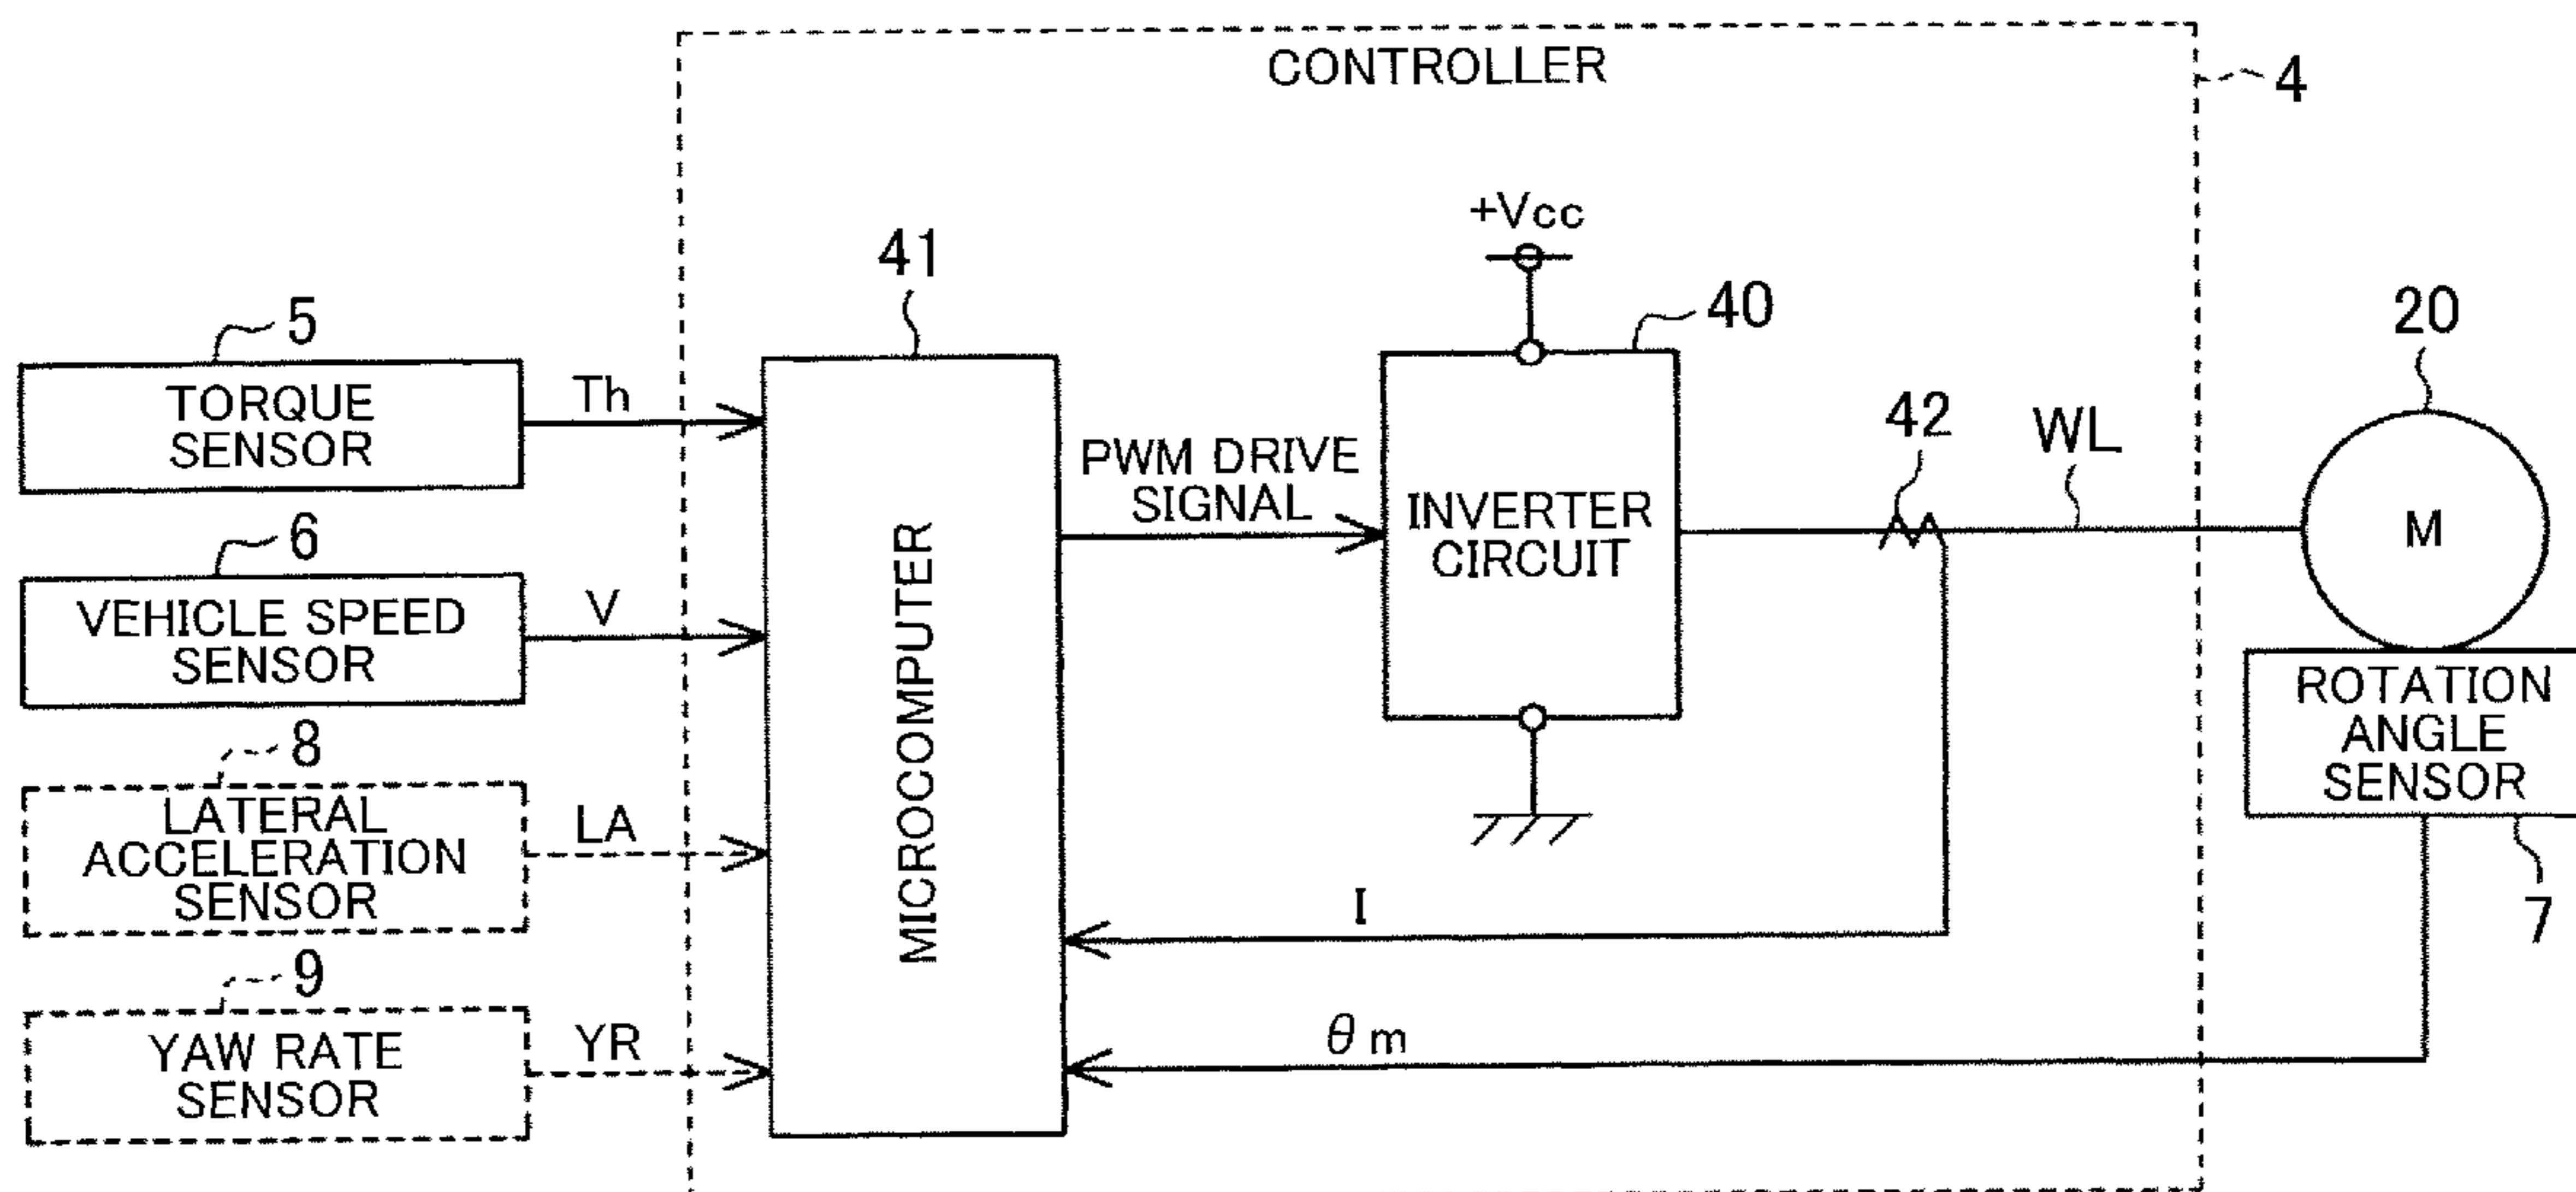 CONTROLLER
4
+Vcc
41
40
20
5
TORQUE
SENSOR
Th
42
WL
PWM DRIVE
SIGNAL
INVERTER
CIRCUIT
M
6
VEHICLE SPEED
SENSOR
V
MICROCOMPUTER
ROTATION
ANGLE
SENSOR
7
8
LATERAL
ACCELERATION
SENSOR
LA
I
9
YAW RATE
SENSOR
YR
θm